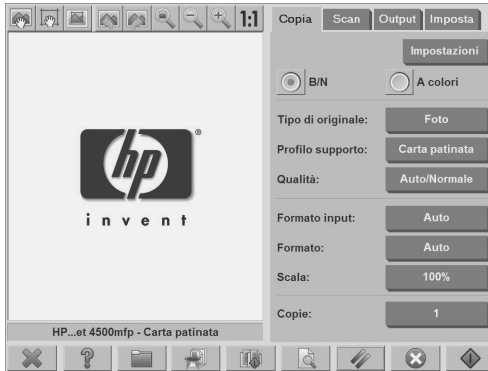 1:1
Copia Scan Output Imposta
Impostazioni
B/N A colori
Tipo di originale: Foto
Profilo supporto: Carta patinata
Qualità: Auto/Normale
Formato input: Auto
Formato: Auto
Scala: 100%
Copie: 1
hp ®
invent
HP...et 4500mfp - Carta patinata